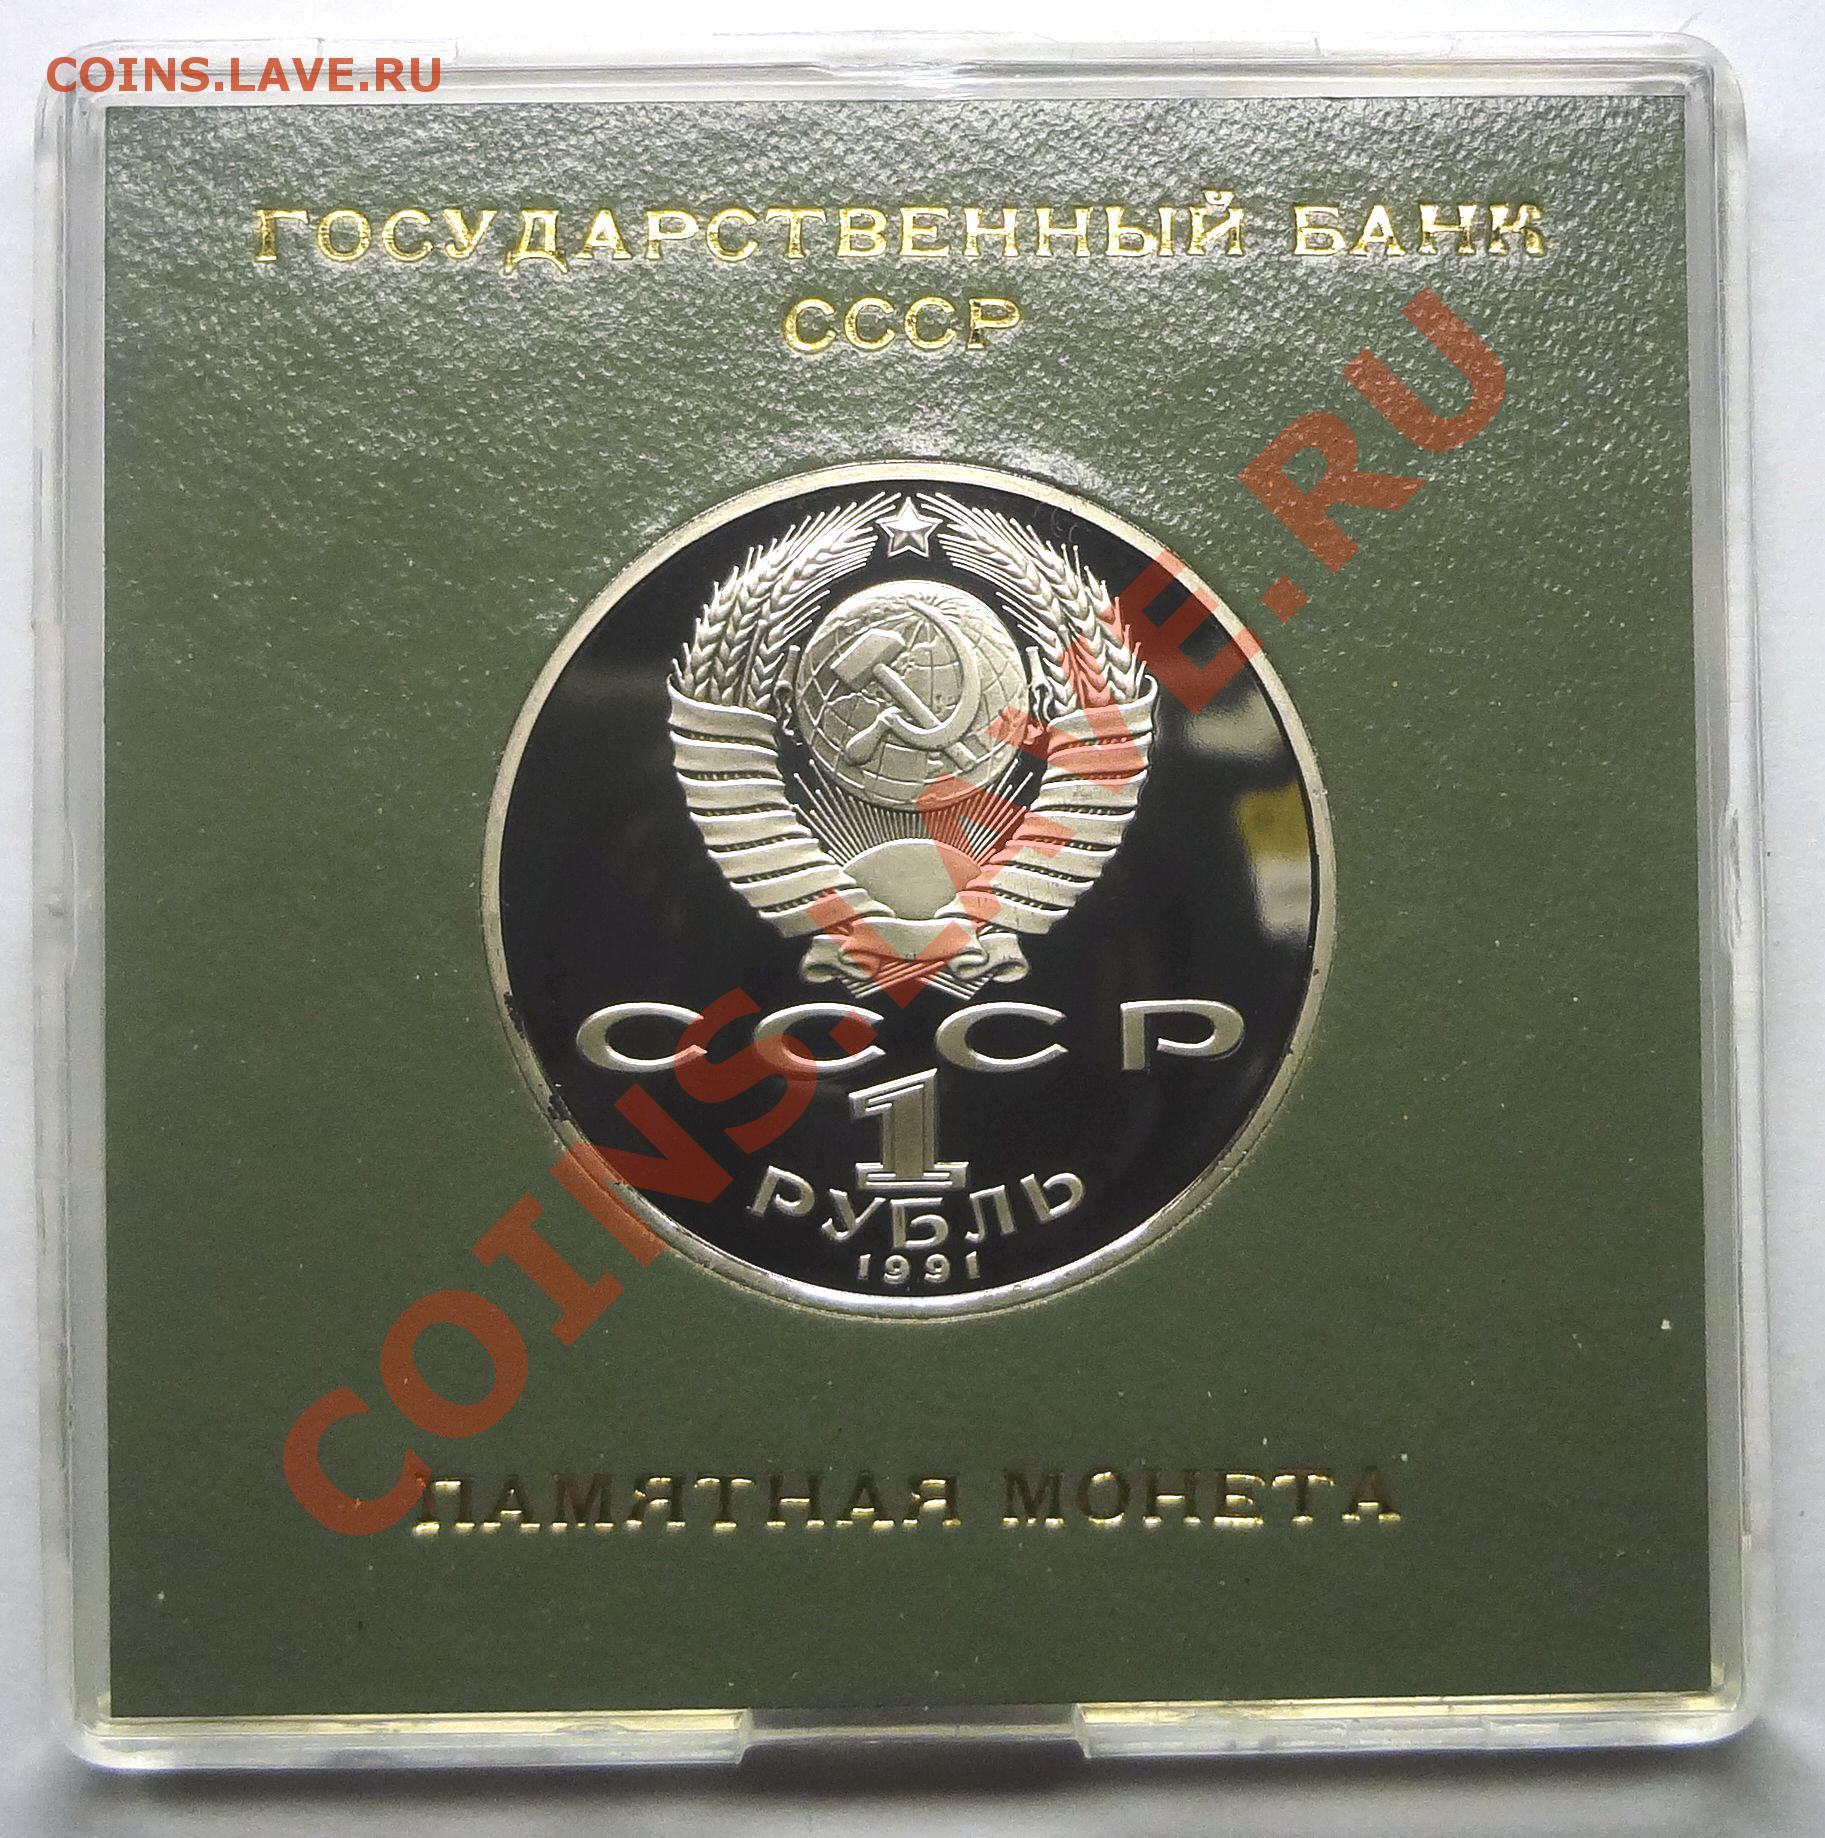 COINS.LAVE.RU
ГОСУДАРСТВЕННЫЙ БАНК
СССР
СССР
1
РУБЛЬ
1991
ПАМЯТНАЯ МОНЕТА
COINS.LAVE.RU